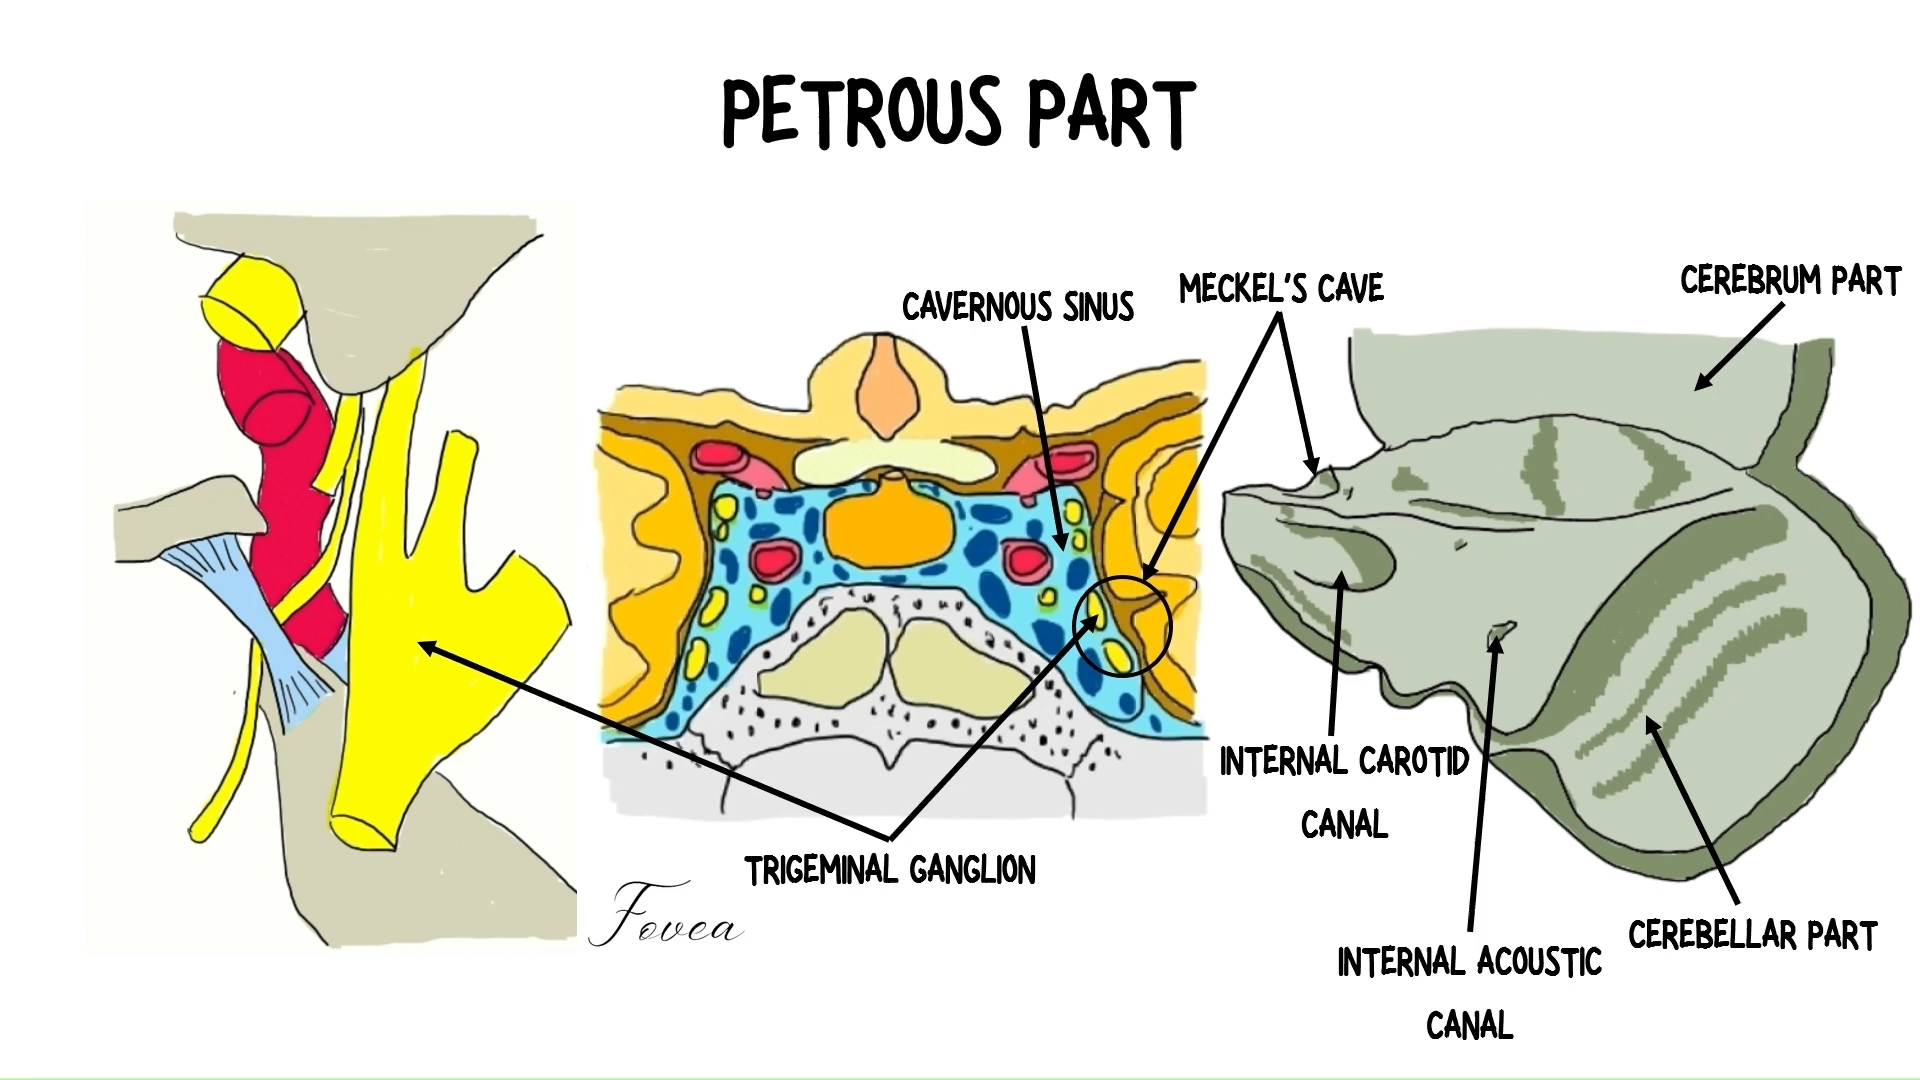 PETROUS PART
CAVERNOUS SINUS
MECKEL'S CAVE
CEREBRUM PART
INTERNAL CAROTID
CANAL
TRIGEMINAL GANGLION
Fovea
CEREBELLAR PART
INTERNAL ACOUSTIC
CANAL